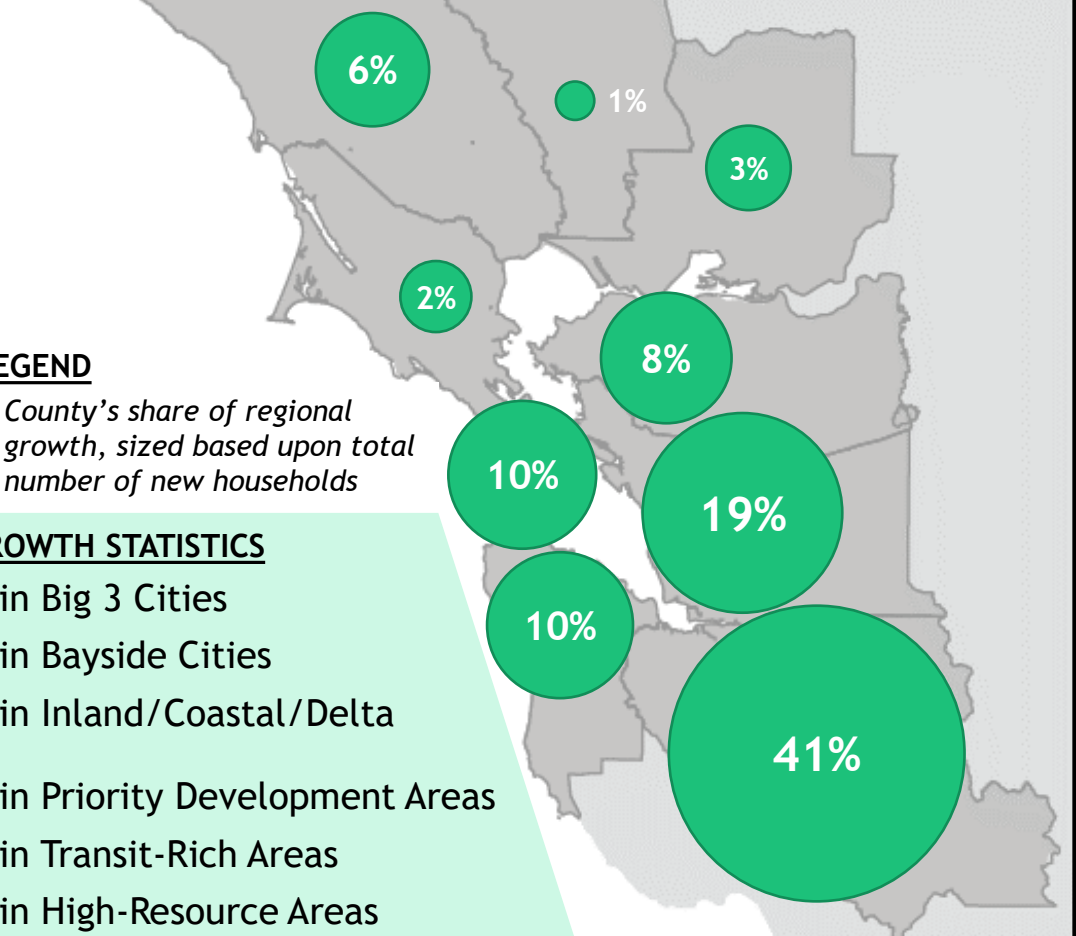 6%
1%
3%
2%
8%
EGEND
County’s share of regional
growth, sized based upon total
number of new households
10%
19%
ROWTH STATISTICS
in Big 3 Cities
10%
in Bayside Cities
in Inland/Coastal/Delta
41%
in Priority Development Areas
in Transit-Rich Areas
in High-Resource Areas